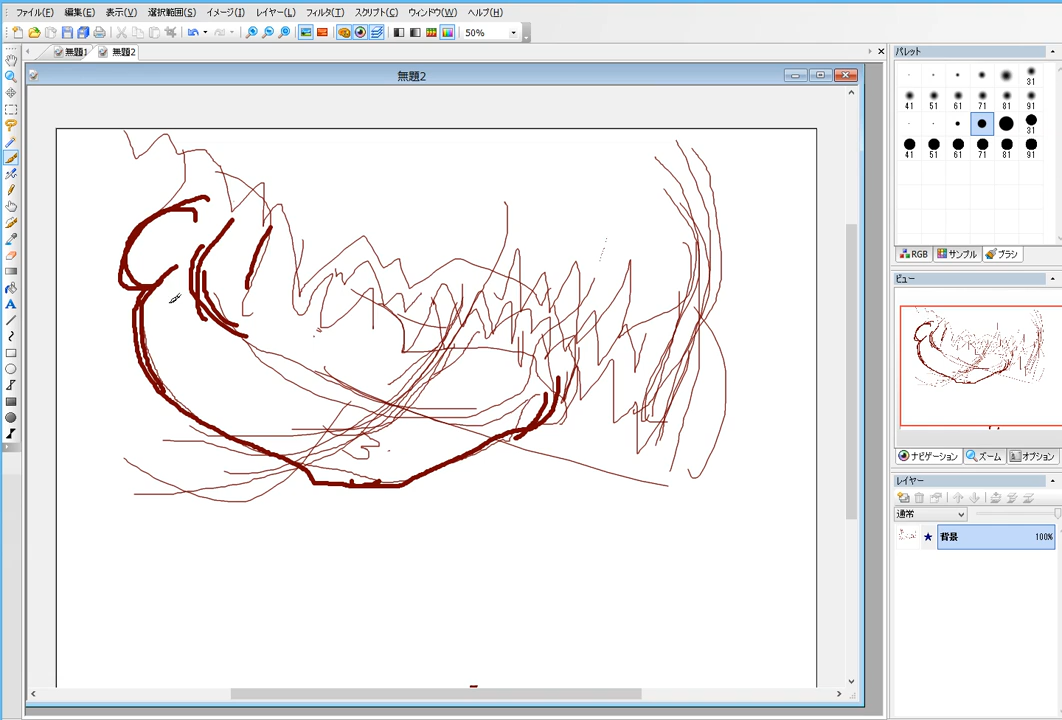 ファイル(F) 編集(E) 表示(V) 選択範囲(S) イメージ(I) レイヤー(L) フィルタ(T) スクリプト(C) ウィンドウ(W) ヘルプ(H)
50%
無題1 無題2
無題2
パレット
31
41 51 61 71 81 91
31
41 51 61 71 81 91
RGB サンプル ブラシ
ビュー
ナビゲーション ズーム オプション
レイヤー
通常
背景 100%